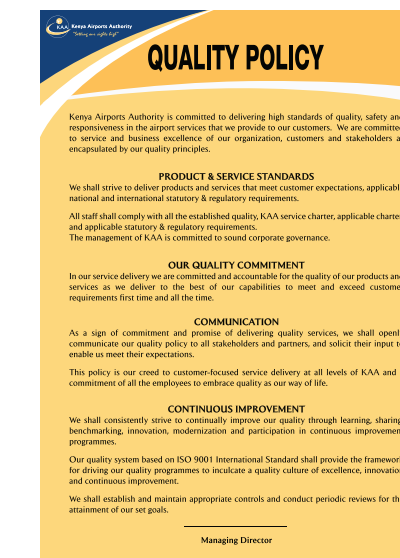 KAA Kenya Airports Authority
"Setting our sights high"
QUALITY POLICY
Kenya Airports Authority is committed to delivering high standards of quality, safety and
responsiveness in the airport services that we provide to our customers. We are committe
to service and business excellence of our organization, customers and stakeholders a
encapsulated by our quality principles.
PRODUCT & SERVICE STANDARDS
We shall strive to deliver products and services that meet customer expectations, applicabl
national and international statutory & regulatory requirements.
All staff shall comply with all the established quality, KAA service charter, applicable charte
and applicable statutory & regulatory requirements.
The management of KAA is committed to sound corporate governance.
OUR QUALITY COMMITMENT
In our service delivery we are committed and accountable for the quality of our products and
services as we deliver to the best of our capabilities to meet and exceed custome
requirements first time and all the time.
COMMUNICATION
As a sign of commitment and promise of delivering quality services, we shall openl
communicate our quality policy to all stakeholders and partners, and solicit their input t
enable us meet their expectations.
This policy is our creed to customer-focused service delivery at all levels of KAA and
commitment of all the employees to embrace quality as our way of life.
CONTINUOUS IMPROVEMENT
We shall consistently strive to continually improve our quality through learning, sharing
benchmarking, innovation, modernization and participation in continuous improvemen
programmes.
Our quality system based on ISO 9001 International Standard shall provide the framework
for driving our quality programmes to inculcate a quality culture of excellence, innovation
and continuous improvement.
We shall establish and maintain appropriate controls and conduct periodic reviews for th
attainment of our set goals.
Managing Director